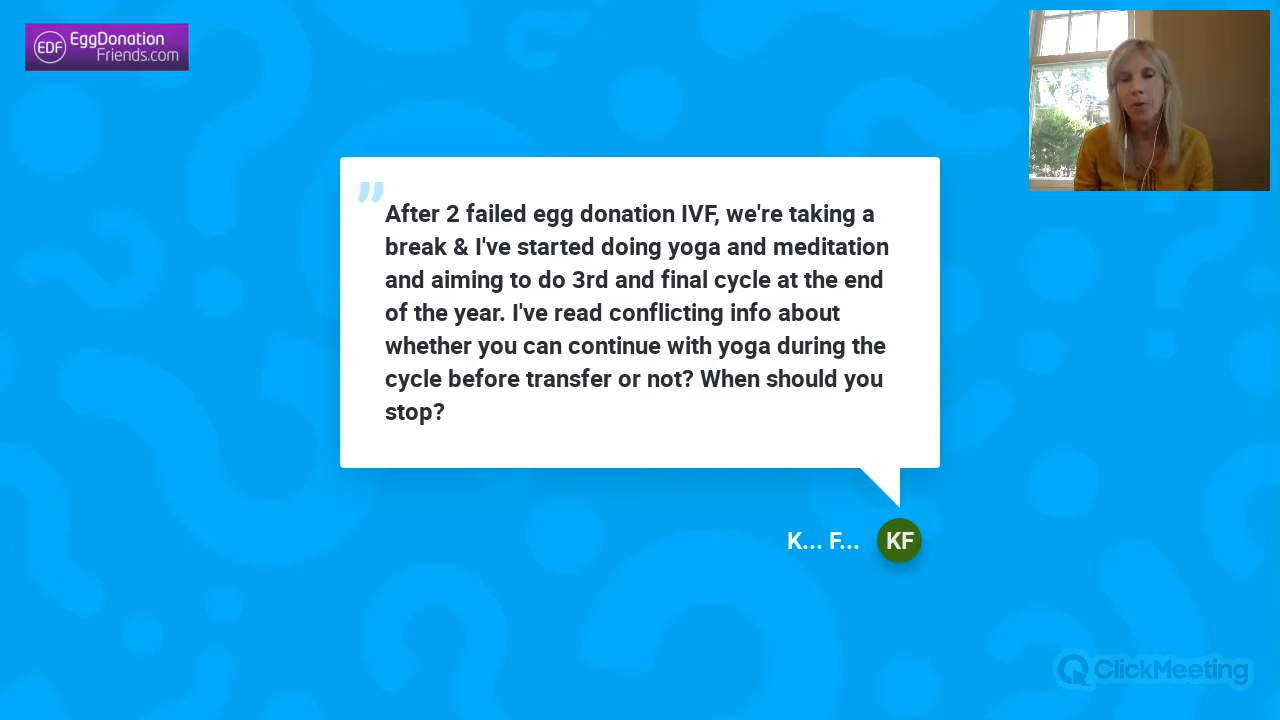 EDF EggDonation
Friends.com
After 2 failed egg donation IVF, we're taking a
break & I've started doing yoga and meditation
and aiming to do 3rd and final cycle at the end
of the year. I've read conflicting info about
whether you can continue with yoga during the
cycle before transfer or not? When should you
stop?
K... F... KF
ClickMeeting